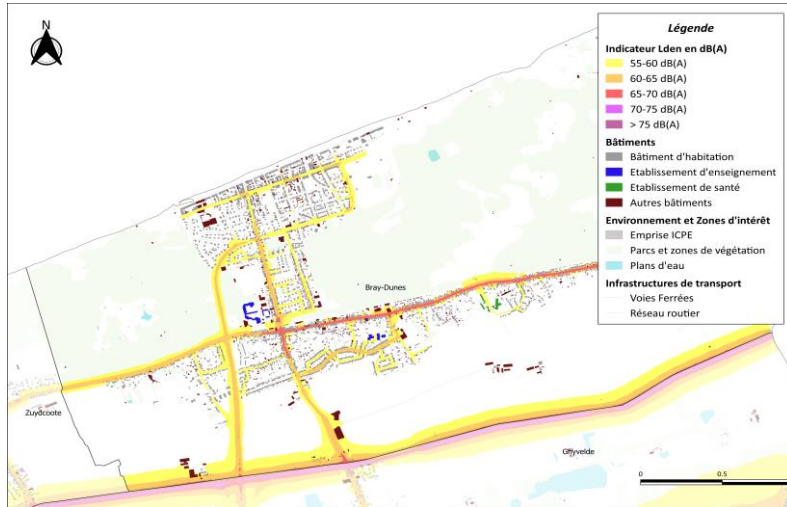 N
Légende
Indicateur Lden en dB(A)
55-60 dB(A)
60-65 dB(A)
65-70 dB(A)
70-75 dB(A)
> 75 dB(A)
Bâtiments
Bâtiment d'habitation
Etablissement d'enseignement
Etablissement de santé
Autres bâtiments
Environnement et Zones d'intérêt
Emprise ICPE
Parcs et zones de végétation
Plans d'eau
Infrastructures de transport
Voies Ferrées
Réseau routier
Bray-Dunes
Zuydcoote
Ghyvelde
0 0.5